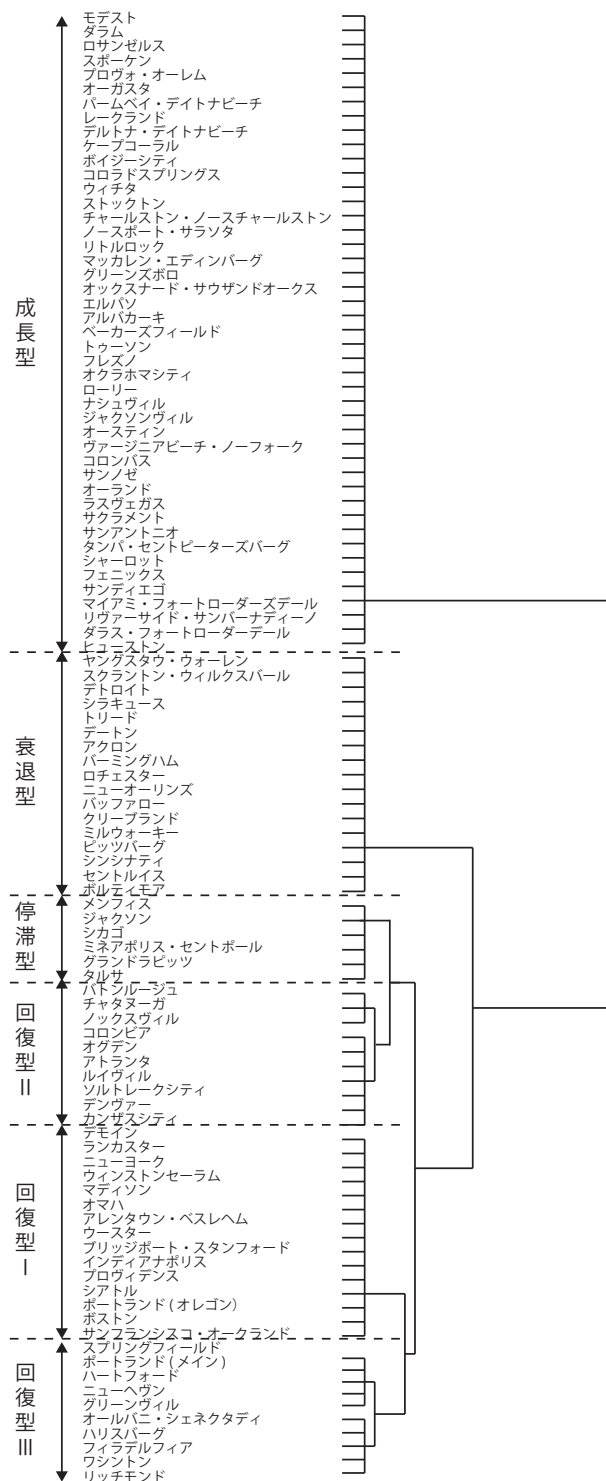 成長型
モデスト
ダラム
ロサンゼルス
スポーケン
プロヴォ・オーレム
オーガスタ
パームベイ・デイトナビーチ
レークランド
デルトナ・デイトナビーチ
ケープコーラル
ボイジーシティ
コロラドスプリングス
ウィチタ
ストックトン
チャールストン・ノースチャールストン
ノースポート・サラソタ
リトルロック
マッカレン・エディンバーグ
グリーンズボロ
オックスナード・サウザンドオークス
エルパソ
アルバカーキ
ベーカーズフィールド
トゥーソン
フレズノ
オクラホマシティ
ローリー
ナシュヴィル
ジャクソンヴィル
オースティン
ヴァージニアビーチ・ノーフォーク
コロンバス
サンノゼ
オーランド
ラスヴェガス
サクラメント
サンアントニオ
タンパ・セントピーターズバーグ
シャーロット
フェニックス
サンディエゴ
マイアミ・フォートローダーズデール
リヴァーサイド・サンバーナディーノ
ダラス・フォートローダーデール
ヒューストン
衰退型
ヤングスタウ・ウォーレン
スクラントン・ウィルクスバール
デトロイト
シラキュース
トリード
デートン
アクロン
バーミングハム
ロチェスター
ニューオーリンズ
バッファロー
クリーブランド
ミルウォーキー
ピッツバーグ
シンシナティ
セントルイス
ボルティモア
停滞型
メンフィス
ジャクソン
シカゴ
ミネアポリス・セントポール
グランドラピッツ
タルサ
回復型Ⅱ
バトンルージュ
チャタヌーガ
ノックスヴィル
コロンビア
オグデン
アトランタ
ルイヴィル
ソルトレークシティ
デンヴァー
カンザスシティ
回復型Ⅰ
デモイン
ランカスター
ニューヨーク
ウィンストンセーラム
マディソン
オマハ
アレンタウン・ベスレヘム
ウースター
ブリッジポート・スタンフォード
インディアナポリス
プロヴィデンス
シアトル
ポートランド(オレゴン)
ボストン
サンフランシスコ・オークランド
回復型Ⅲ
スプリングフィールド
ポートランド(メイン)
ハートフォード
ニューヘヴン
グリーンヴィル
オールバニ・シェネクタディ
ハリスバーグ
フィラデルフィア
ワシントン
リッチモンド